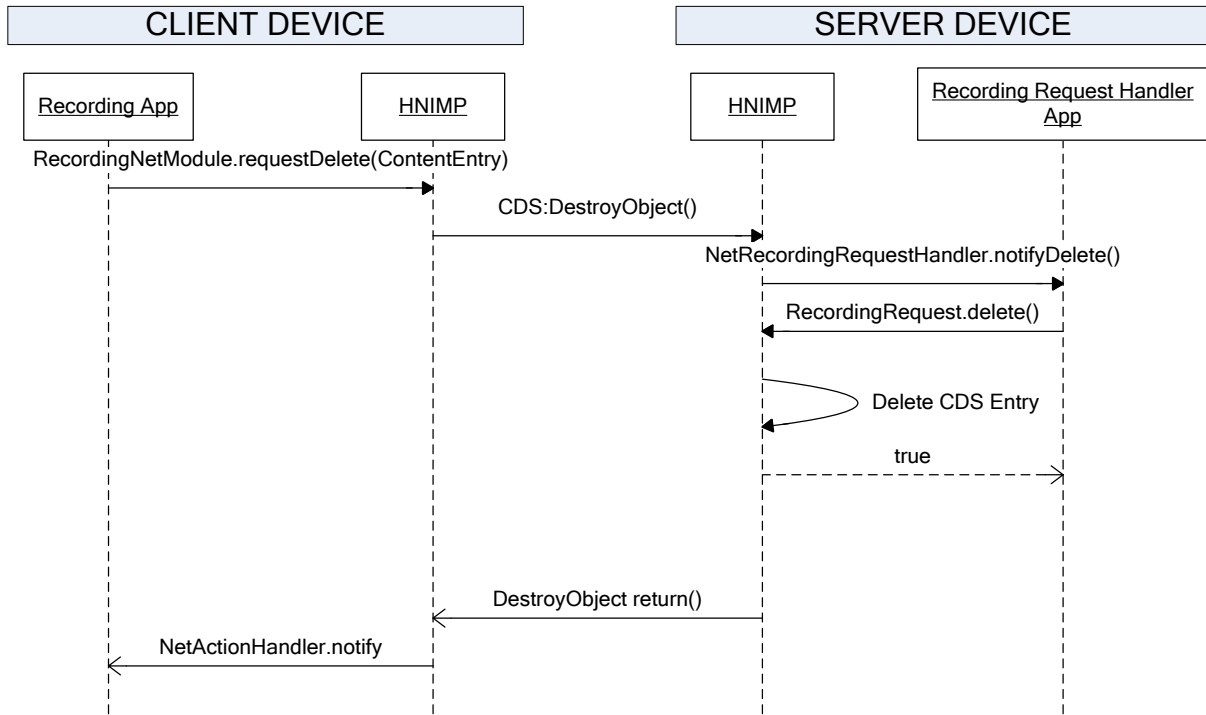 CLIENT DEVICE
SERVER DEVICE
Recording App
HNIMP
HNIMP
Recording Request Handler
App
RecordingNetModule.requestDelete(ContentEntry)
CDS:DestroyObject()
NetRecordingRequestHandler.notifyDelete()
RecordingRequest.delete()
Delete CDS Entry
true
DestroyObject return()
NetActionHandler.notify